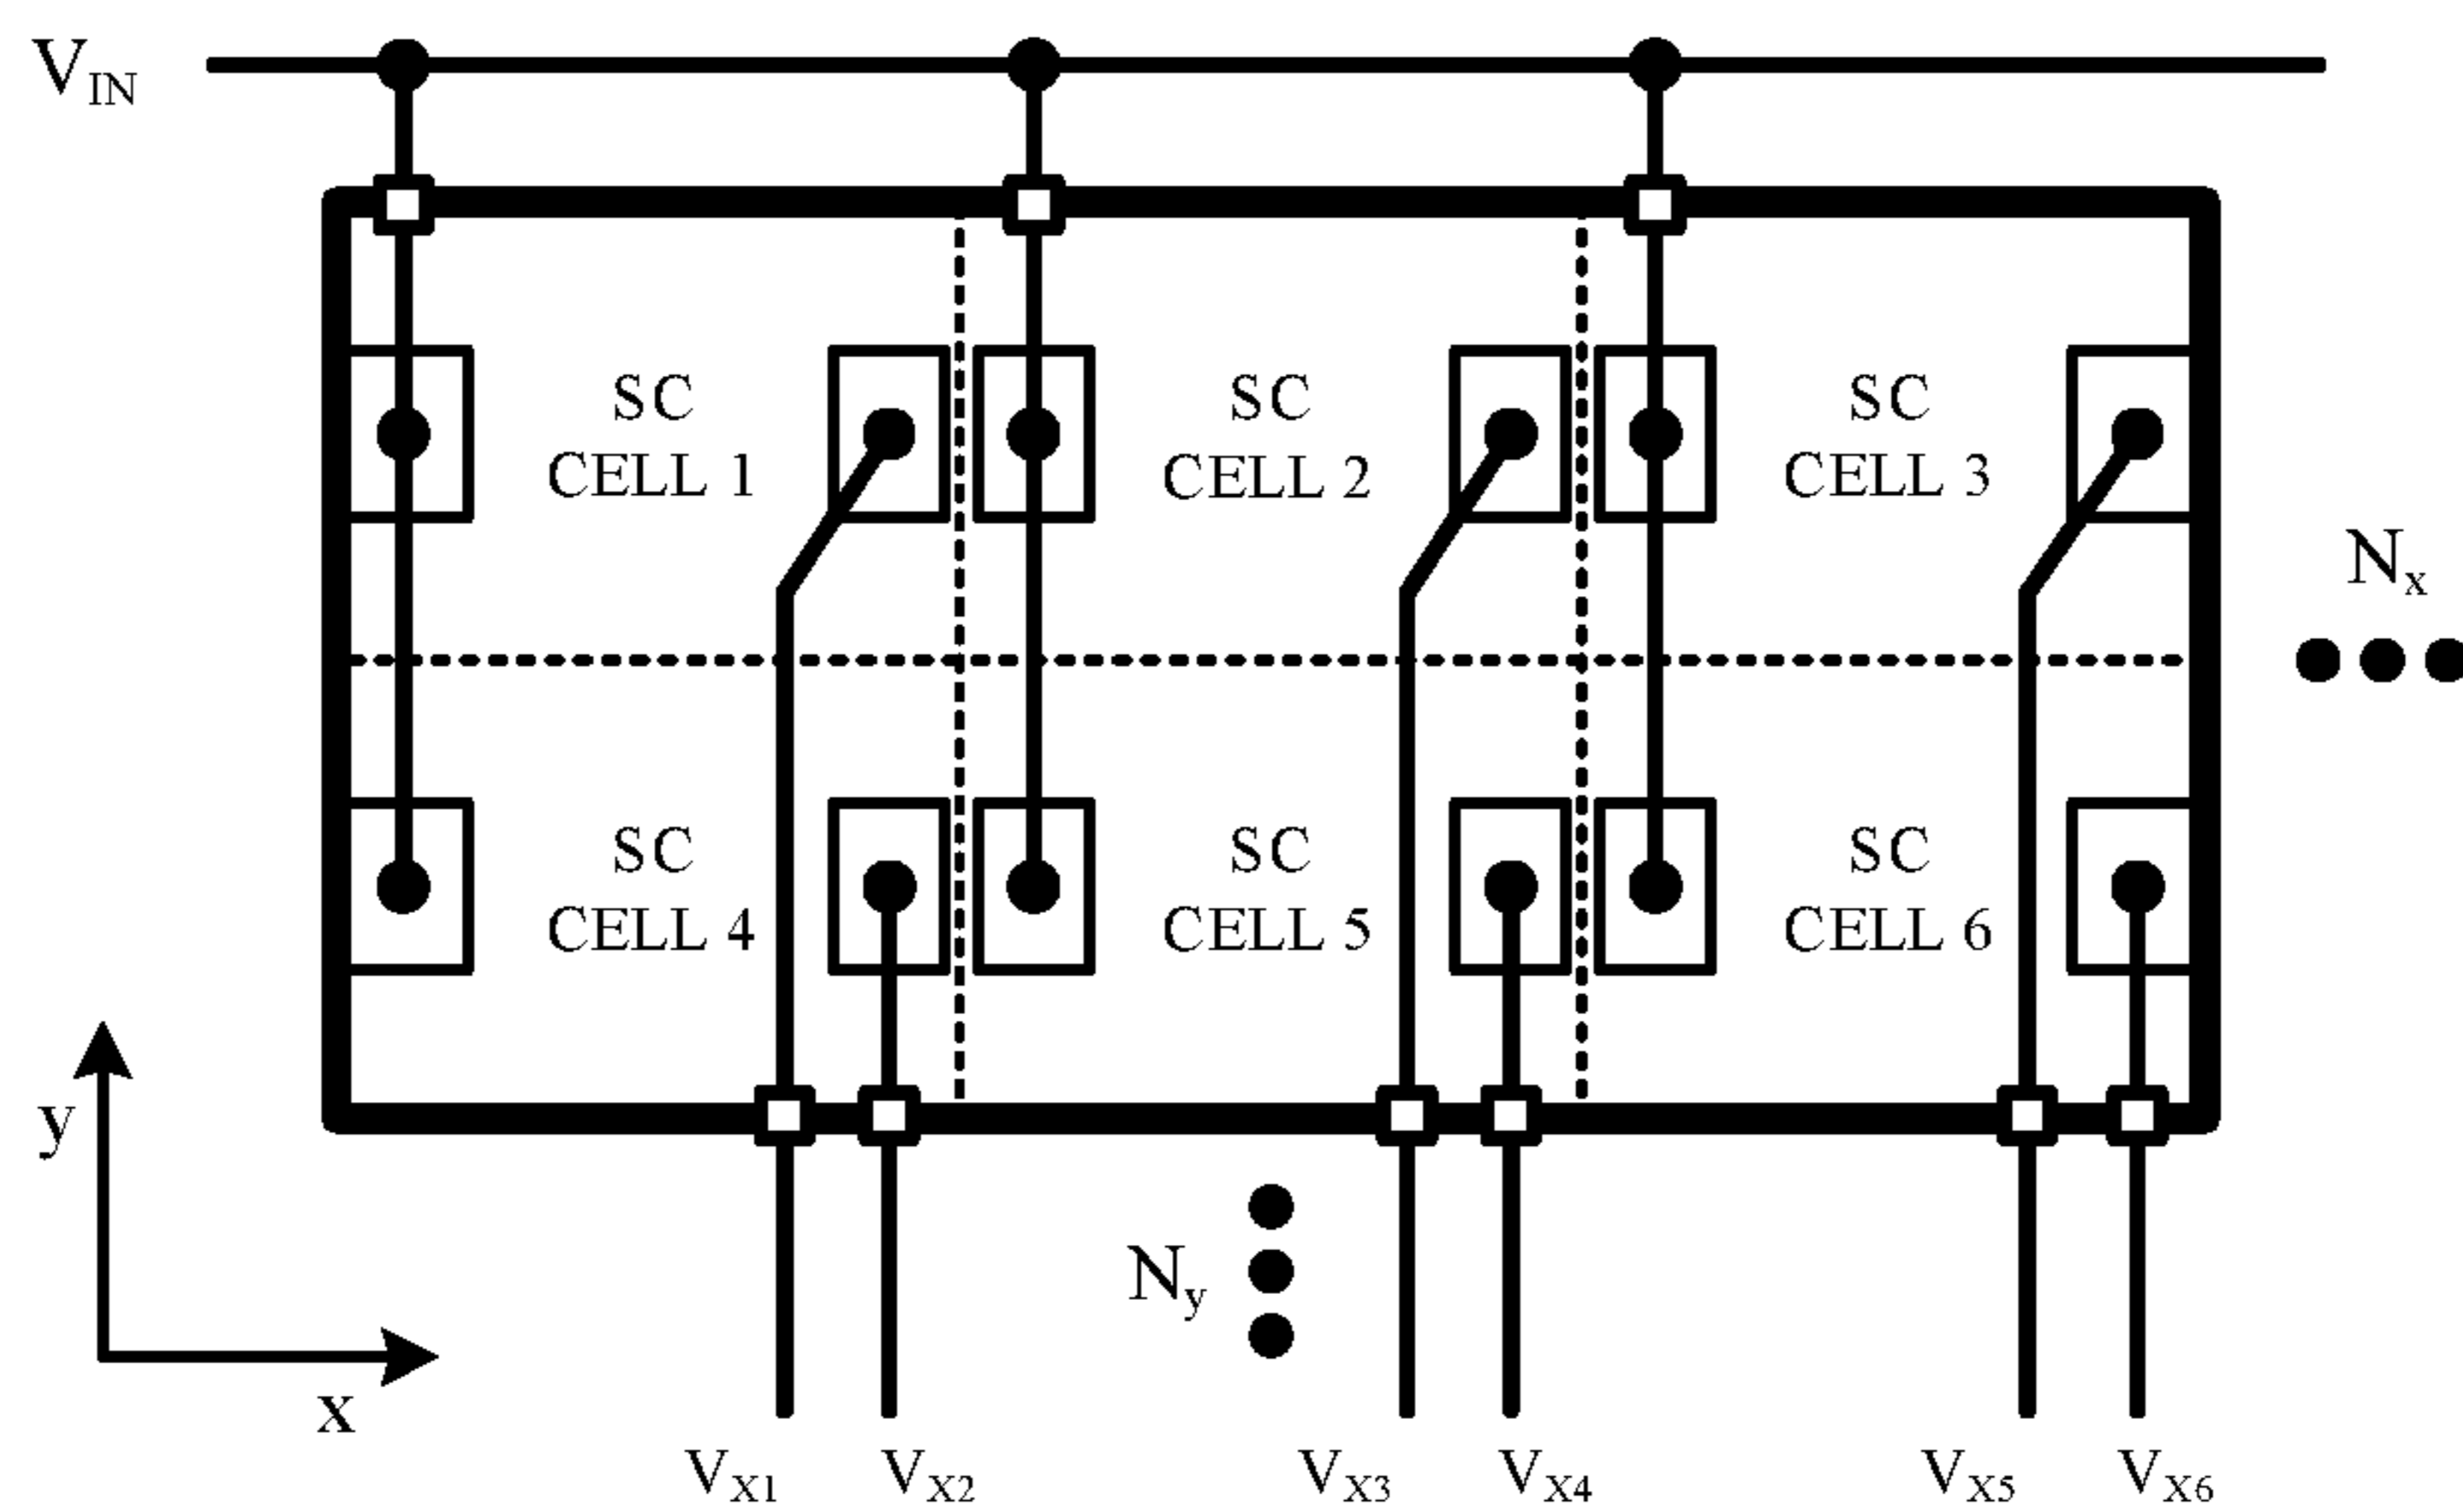 V_IN
SC
CELL 1
SC
CELL 2
SC
CELL 3
N_x
SC
CELL 4
SC
CELL 5
SC
CELL 6
y
x
N_y
V_X1
V_X2
V_X3
V_X4
V_X5
V_X6